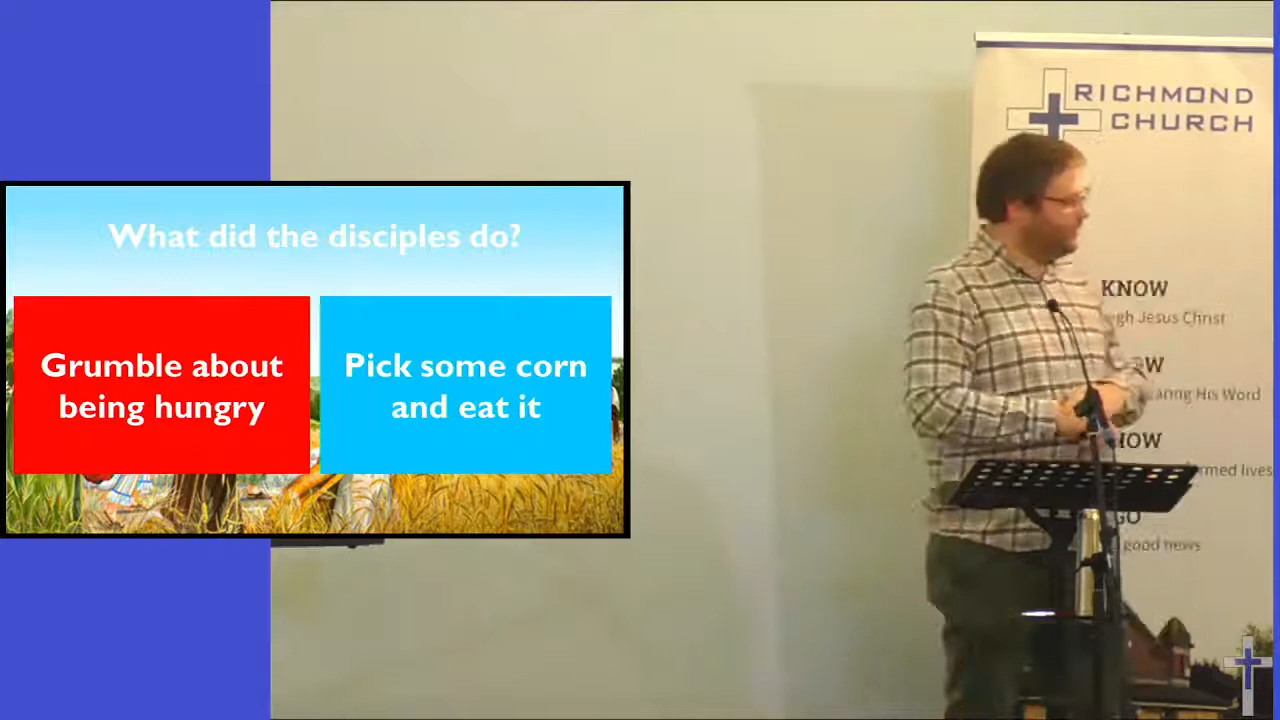 What did the disciples do?
Grumble about
being hungry
Pick some corn
and eat it
RICHMOND
CHURCH
KNOW
Jesus Christ
His Word
lives
GO
good news